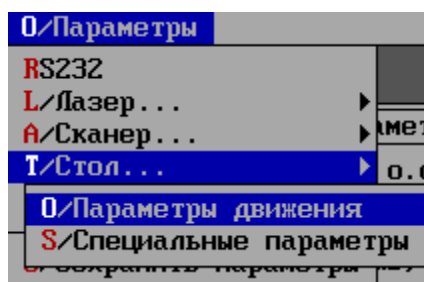 O/Параметры
RS232
L/Лазер...
A/Сканер...
T/Стол...
O/Параметры движения
S/Специальные параметры